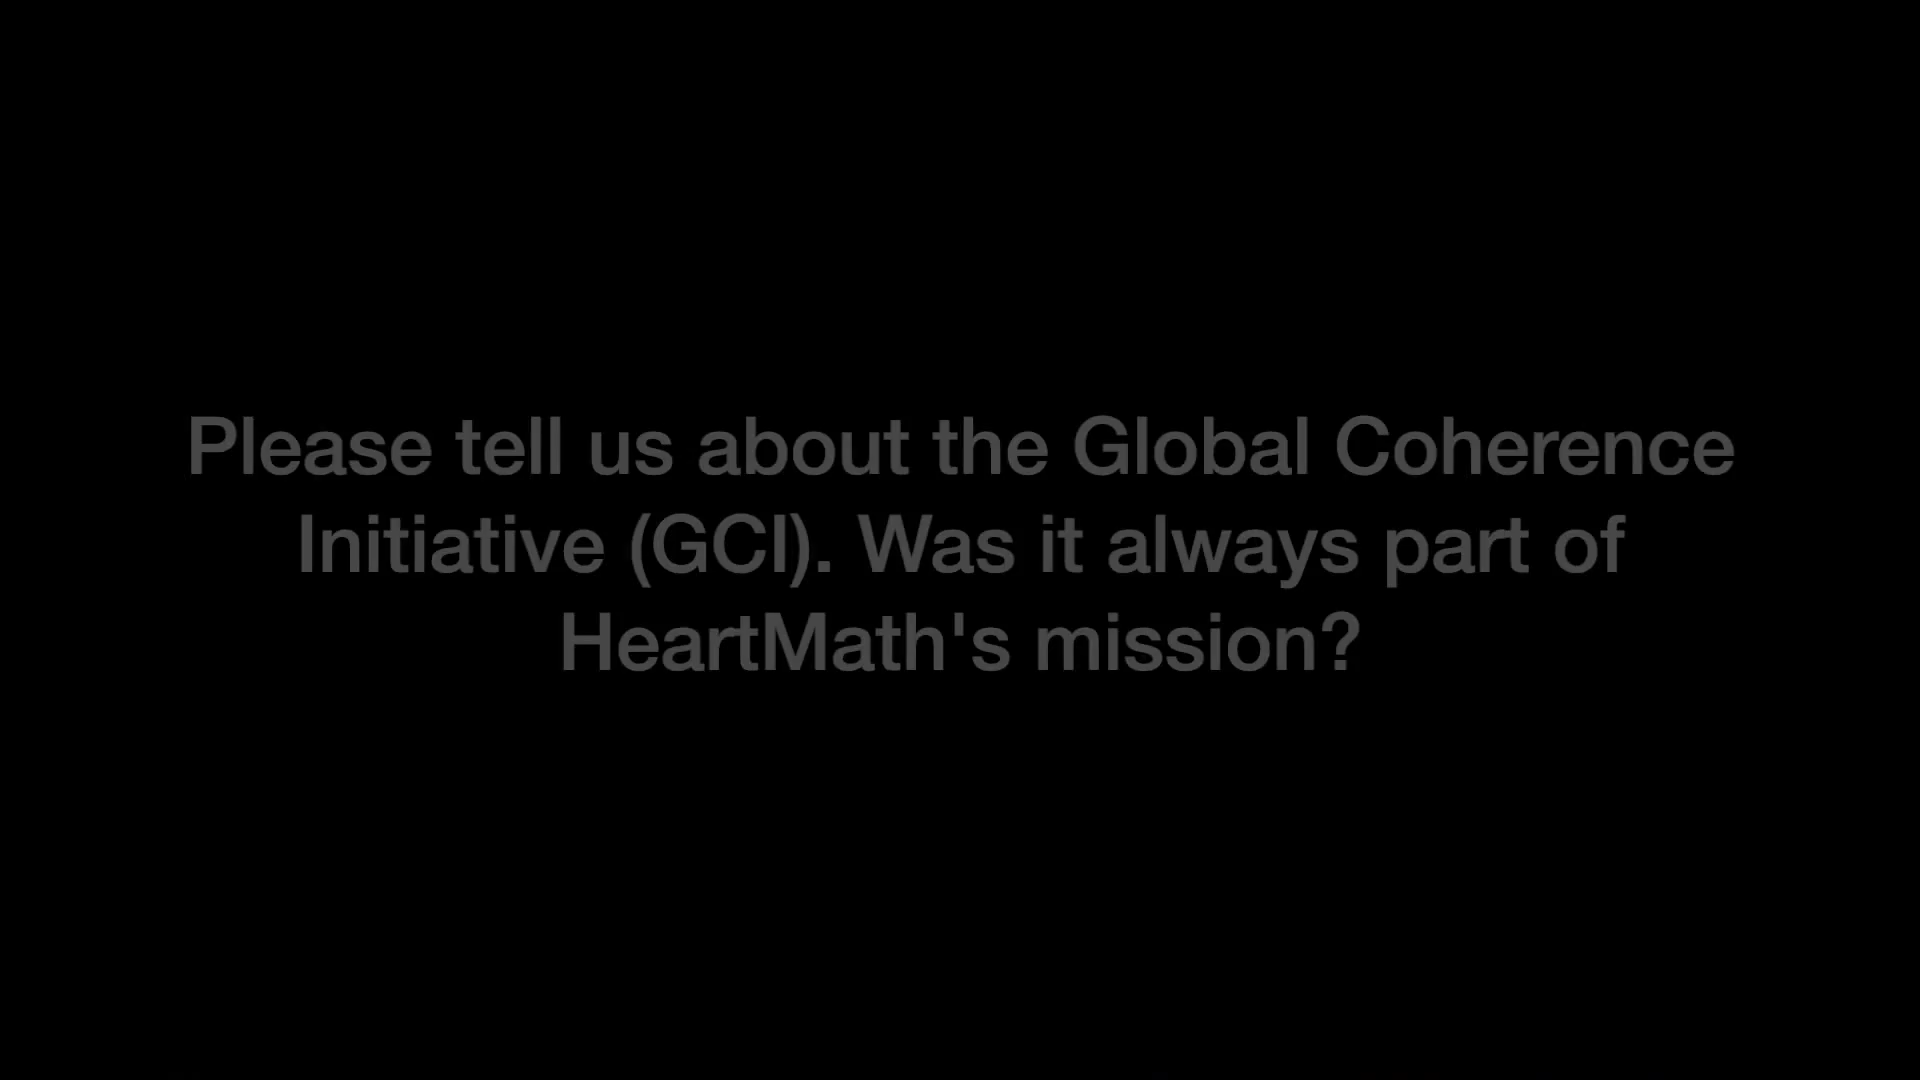 Please tell us about the Global Coherence
Initiative (GCI). Was it always part of
HeartMath's mission?